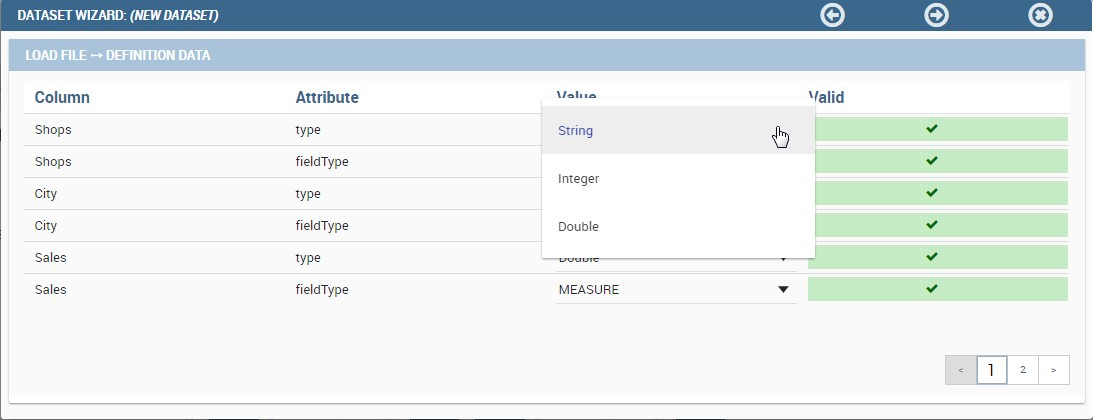 DATASET WIZARD: (NEW DATASET)
LOAD FILE ↔ DEFINITION DATA
Column Attribute Value Valid
Shops type String
Shops fieldType
City type Integer
City fieldType Double
Sales type Double
Sales fieldType MEASURE
< 1 2 >